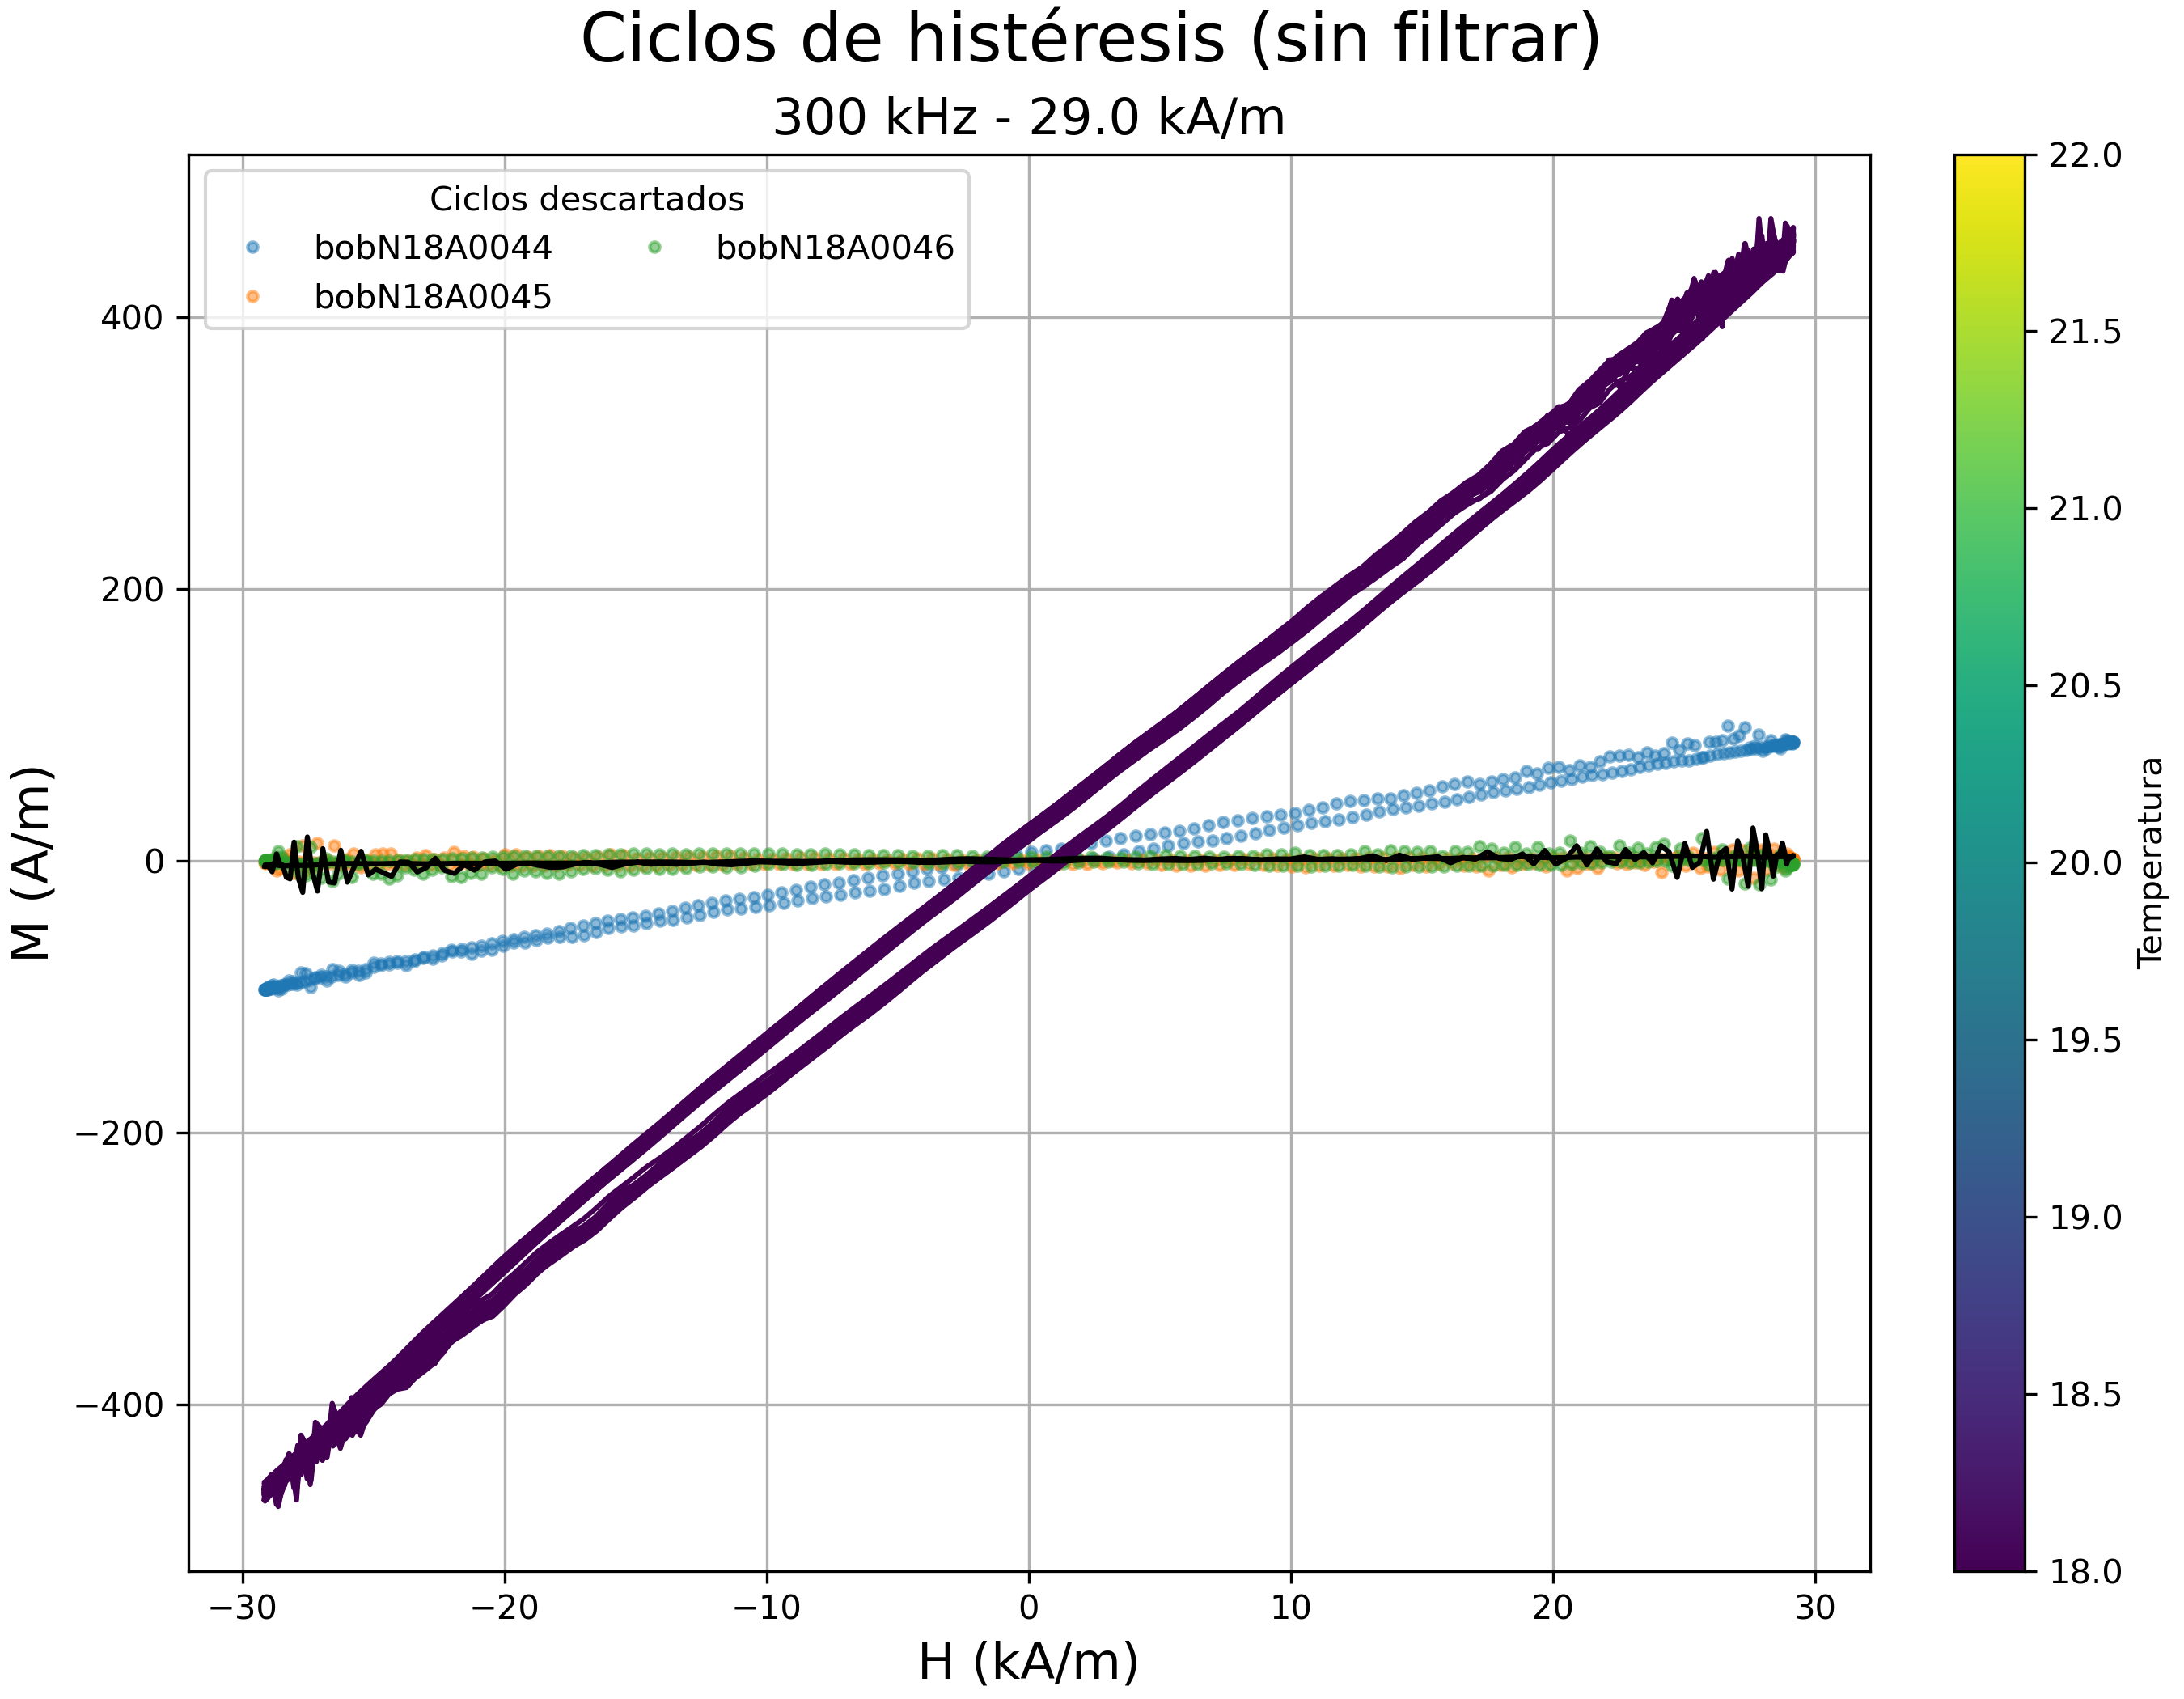 Ciclos de histéresis (sin filtrar)
300 kHz - 29.0 kA/m
Ciclos descartados
bobN18A0044
bobN18A0045
bobN18A0046
M (A/m)
400
200
0
−200
−400
−30
−20
−10
0
10
20
30
H (kA/m)
22.0
21.5
21.0
20.5
20.0
19.5
19.0
18.5
18.0
Temperatura